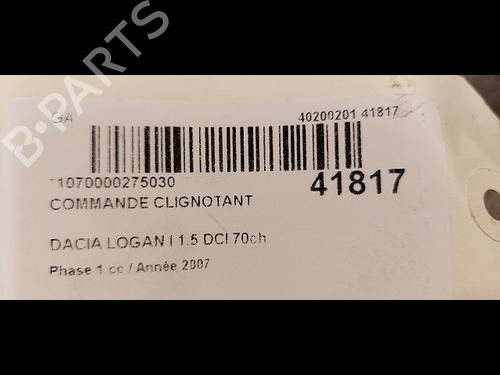 B-PARTS
GA
40200201 41817
*1070000275030
41817
COMMANDE CLIGNOTANT
DACIA LOGAN I 1.5 DCI 70ch
Phase 1 cc / Année 2007